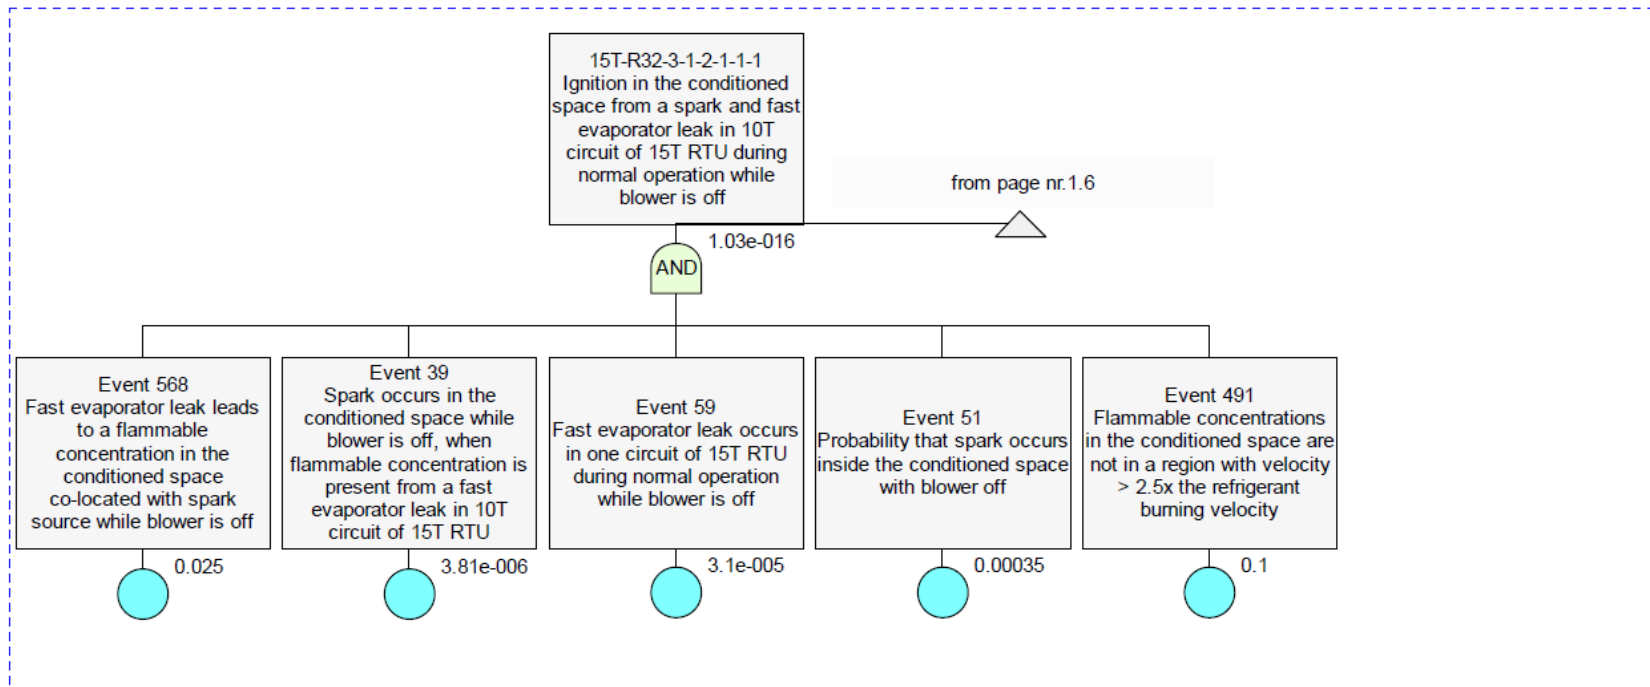 15T-R32-3-1-2-1-1-1
Ignition in the conditioned
space from a spark and fast
evaporator leak in 10T
circuit of 15T RTU during
normal operation while
blower is off
from page nr.1.6
1.03e-016
AND
Event 568
Fast evaporator leak leads
to a flammable
concentration in the
conditioned space
co-located with spark
source while blower is off
0.025
Event 39
Spark occurs in the
conditioned space while
blower is off, when
flammable concentration is
present from a fast
evaporator leak in 10T
circuit of 15T RTU
3.81e-006
Event 59
Fast evaporator leak occurs
in one circuit of 15T RTU
during normal operation
while blower is off
3.1e-005
Event 51
Probability that spark occurs
inside the conditioned space
with blower off
0.00035
Event 491
Flammable concentrations
in the conditioned space are
not in a region with velocity
> 2.5x the refrigerant
burning velocity
0.1